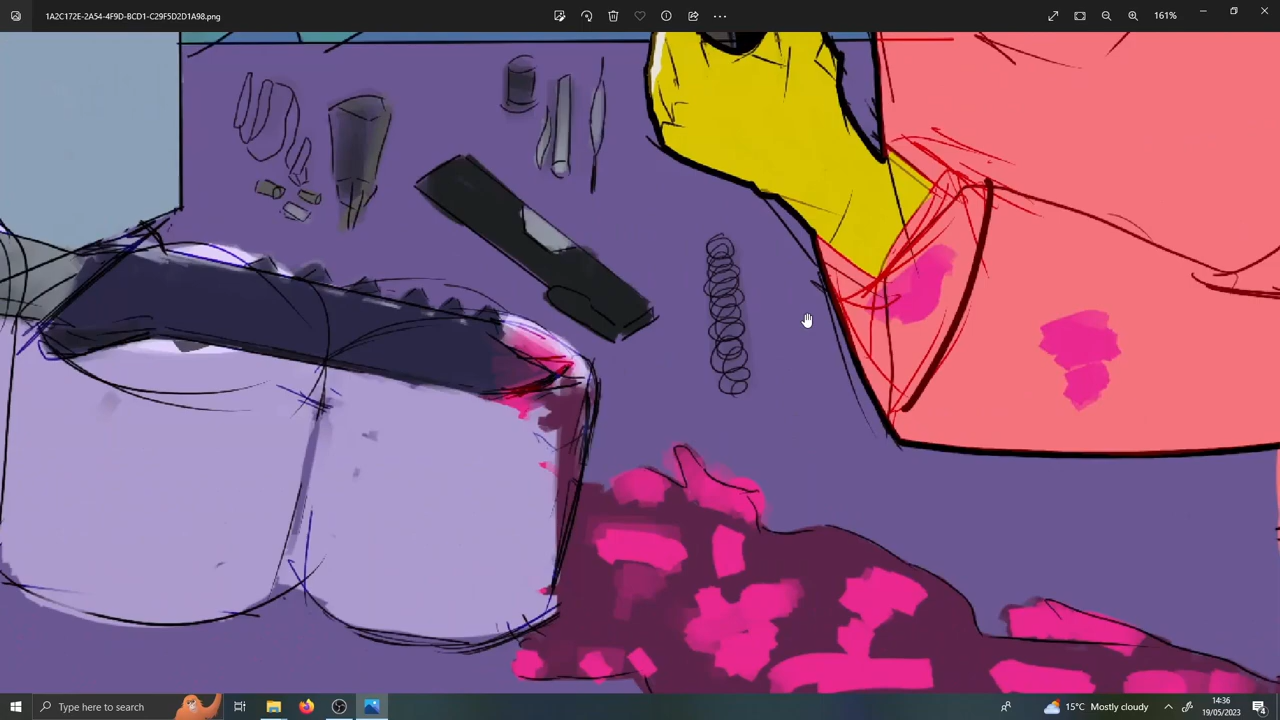 1A2C172E-2A54-4F9D-BCD1-C29F5D2D1A98.png
161%
Type here to search
15°C Mostly cloudy
14:36
19/05/2023
4